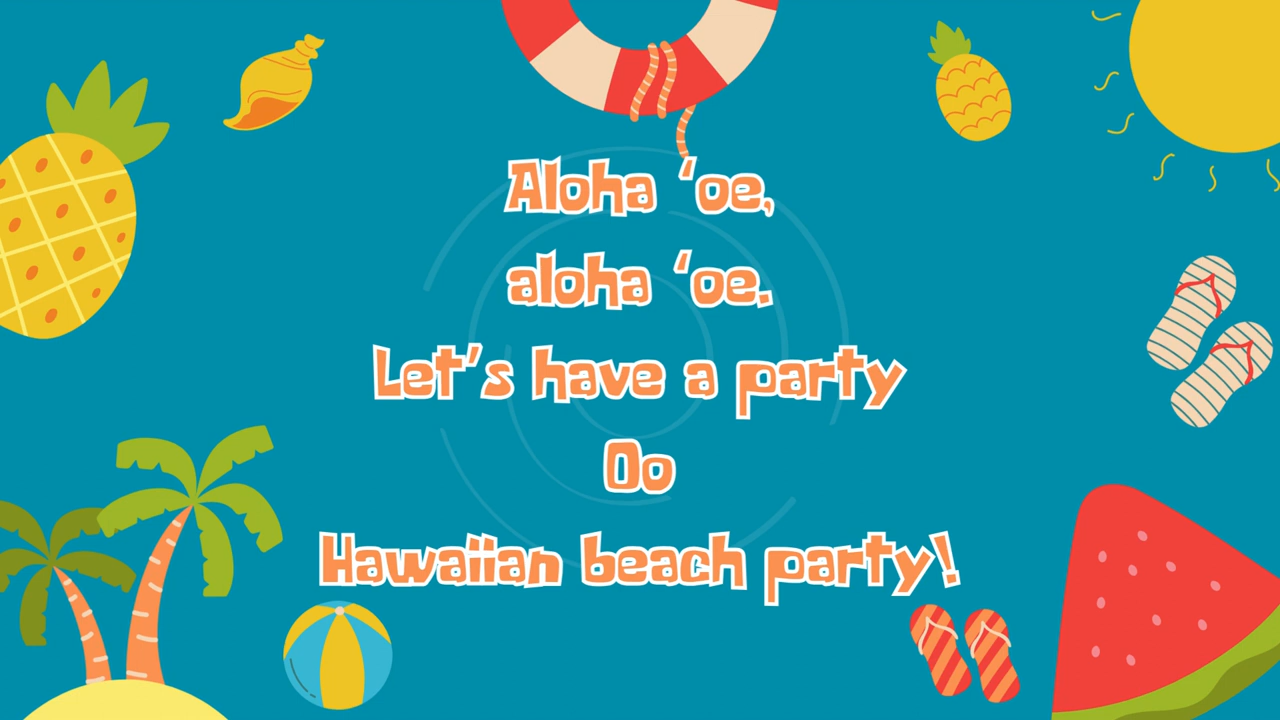 Aloha ‘oe,
aloha ‘oe.
Let’s have a party
Oo
Hawaiian beach party!